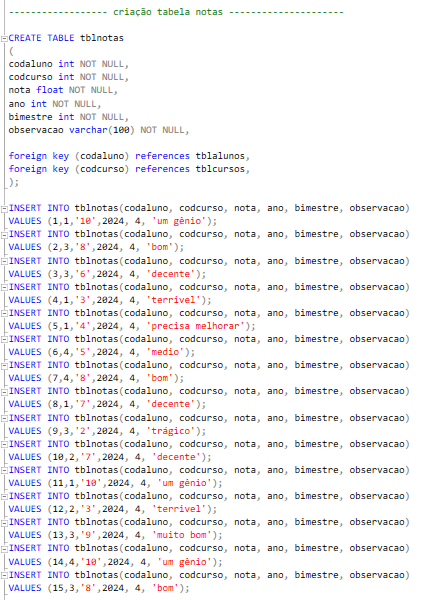 ------------------ criação tabela notas ---------------------
CREATE TABLE tblnotas
(
codaluno int NOT NULL,
codcurso int NOT NULL,
nota float NOT NULL,
ano int NOT NULL,
bimestre int NOT NULL,
observacao varchar(100) NOT NULL,
foreign key (codaluno) references tblalunos,
foreign key (codcurso) references tblcursos,
);
INSERT INTO tblnotas(codaluno, codcurso, nota, ano, bimestre, observacao)
VALUES (1,1,'10',2024, 4, 'um gênio');
INSERT INTO tblnotas(codaluno, codcurso, nota, ano, bimestre, observacao)
VALUES (2,3,'8',2024, 4, 'bom');
INSERT INTO tblnotas(codaluno, codcurso, nota, ano, bimestre, observacao)
VALUES (3,3,'6',2024, 4, 'decente');
INSERT INTO tblnotas(codaluno, codcurso, nota, ano, bimestre, observacao)
VALUES (4,1,'3',2024, 4, 'terrivel');
INSERT INTO tblnotas(codaluno, codcurso, nota, ano, bimestre, observacao)
VALUES (5,1,'4',2024, 4, 'precisa melhorar');
INSERT INTO tblnotas(codaluno, codcurso, nota, ano, bimestre, observacao)
VALUES (6,4,'5',2024, 4, 'medio');
INSERT INTO tblnotas(codaluno, codcurso, nota, ano, bimestre, observacao)
VALUES (7,4,'8',2024, 4, 'bom');
INSERT INTO tblnotas(codaluno, codcurso, nota, ano, bimestre, observacao)
VALUES (8,1,'7',2024, 4, 'decente');
INSERT INTO tblnotas(codaluno, codcurso, nota, ano, bimestre, observacao)
VALUES (9,3,'2',2024, 4, 'trágico');
INSERT INTO tblnotas(codaluno, codcurso, nota, ano, bimestre, observacao)
VALUES (10,2,'7',2024, 4, 'decente');
INSERT INTO tblnotas(codaluno, codcurso, nota, ano, bimestre, observacao)
VALUES (11,1,'10',2024, 4, 'um gênio');
INSERT INTO tblnotas(codaluno, codcurso, nota, ano, bimestre, observacao)
VALUES (12,2,'3',2024, 4, 'terrivel');
INSERT INTO tblnotas(codaluno, codcurso, nota, ano, bimestre, observacao)
VALUES (13,3,'9',2024, 4, 'muito bom');
INSERT INTO tblnotas(codaluno, codcurso, nota, ano, bimestre, observacao)
VALUES (14,4,'10',2024, 4, 'um gênio');
INSERT INTO tblnotas(codaluno, codcurso, nota, ano, bimestre, observacao)
VALUES (15,3,'8',2024, 4, 'bom');